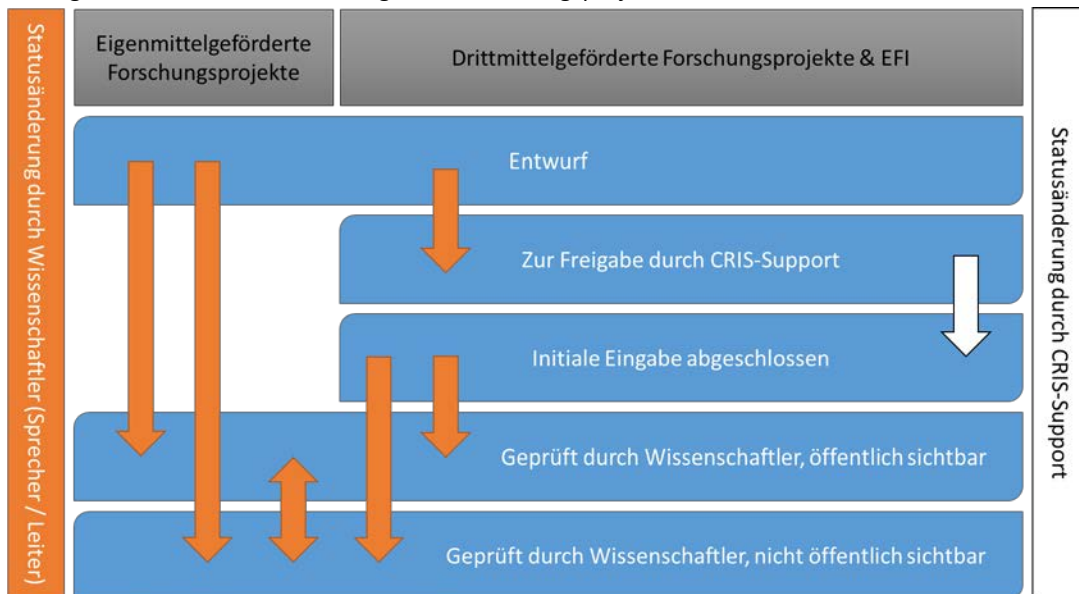 Statusänderung durch Wissenschaftler (Sprecher / Leiter)
Eigenmittelgeförderte
Forschungsprojekte
Drittmittelgeförderte Forschungsprojekte & EFI
Entwurf
Zur Freigabe durch CRIS-Support
Initiale Eingabe abgeschlossen
Geprüft durch Wissenschaftler, öffentlich sichtbar
Geprüft durch Wissenschaftler, nicht öffentlich sichtbar
Statusänderung durch CRIS-Support